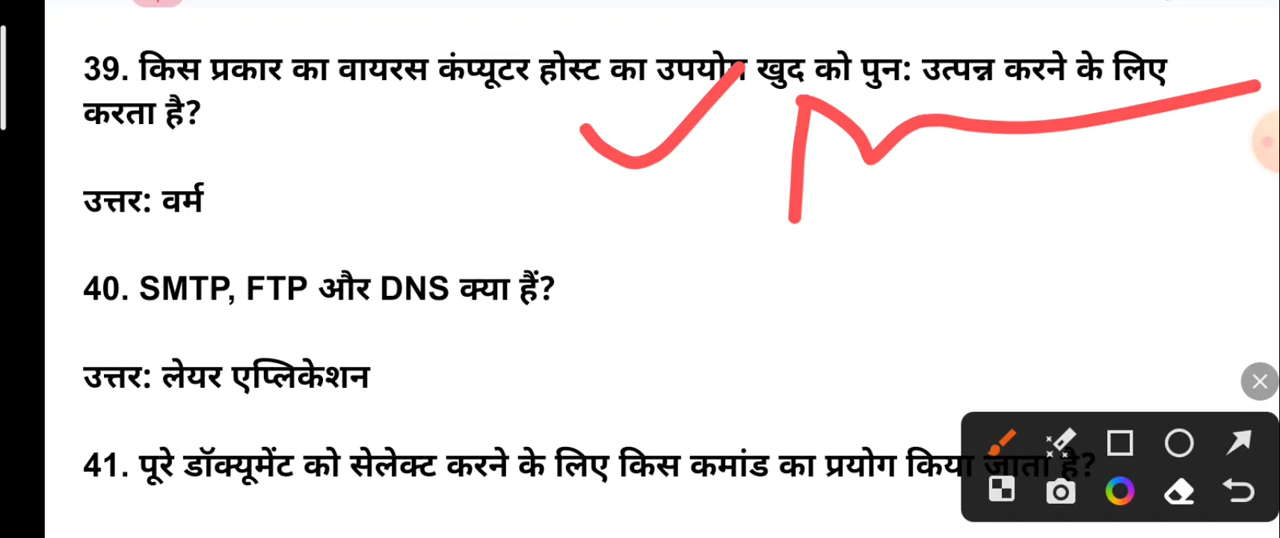 39. किस प्रकार का वायरस कंप्यूटर होस्ट का उपयोग खुद को पुन: उत्पन्न करने के लिए
करता है?
उत्तर: वर्म
40. SMTP, FTP और DNS क्या हैं?
उत्तर: लेयर एप्लिकेशन
41. पूरे डॉक्यूमेंट को सेलेक्ट करने के लिए किस कमांड का प्रयोग किया जाता है?